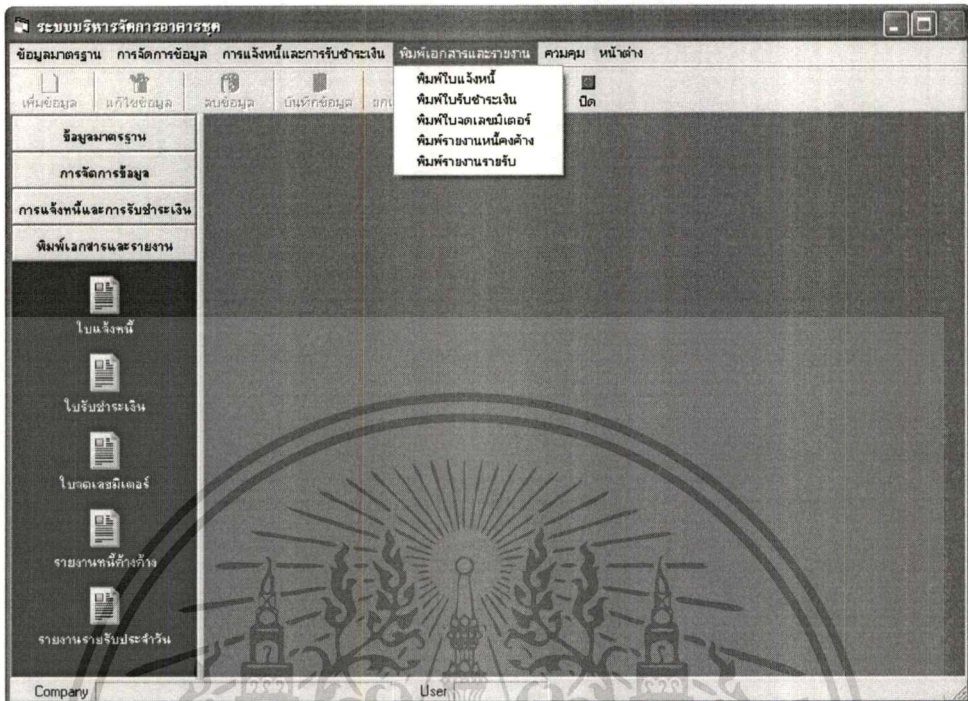 ระบบบริหารจัดการอาคารชุด
ข้อมูลมาตรฐาน การจัดการข้อมูล การแจ้งหนี้และการรับชำระเงิน พิมพ์เอกสารและรายงาน ควบคุม หน้าต่าง
เพิ่มข้อมูล แก้ไขข้อมูล ลบข้อมูล บันทึกข้อมูล ปิด
พิมพ์ใบแจ้งหนี้
พิมพ์ใบรับชำระเงิน
พิมพ์ใบจดเลขมิเตอร์
พิมพ์รายงานหนี้คงค้าง
พิมพ์รายงานรายรับ
ข้อมูลมาตรฐาน
การจัดการข้อมูล
การแจ้งหนี้และการรับชำระเงิน
พิมพ์เอกสารและรายงาน
ใบแจ้งหนี้
ใบรับชำระเงิน
ใบจดเลขมิเตอร์
รายงานหนี้ค้างค้าง
รายงานรายรับประจำวัน
Company User